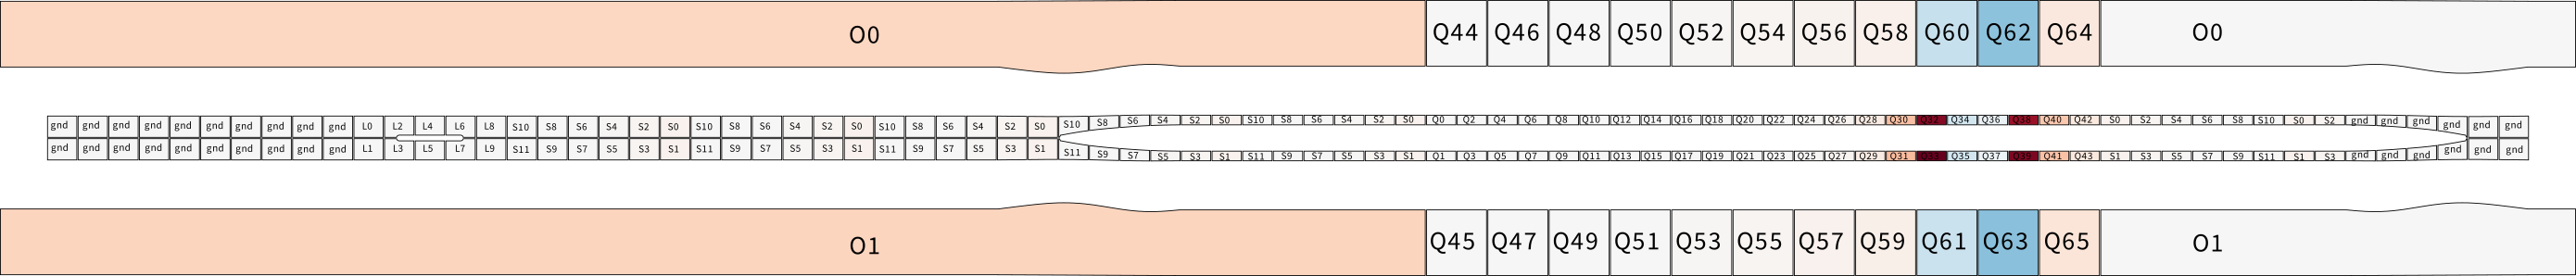 O0 Q44 Q46 Q48 Q50 Q52 Q54 Q56 Q58 Q60 Q62 Q64 O0
gnd gnd gnd gnd gnd gnd gnd gnd gnd gnd L0 L2 L4 L6 L8 S10 S8 S6 S4 S2 S0 S10 S8 S6 S4 S2 S0 S10 S8 S6 S4 S2 S0 S10 S8 S6 S4 S2 S0 S10 S8 S6 S4 S2 S0 Q0 Q2 Q4 Q6 Q8 Q10 Q12 Q14 Q16 Q18 Q20 Q22 Q24 Q26 Q28 Q30 Q32 Q34 Q36 Q38 Q40 Q42 S0 S2 S4 S6 S8 S10 S0 S2 gnd gnd gnd gnd gnd gnd
gnd gnd gnd gnd gnd gnd gnd gnd gnd gnd L1 L3 L5 L7 L9 S11 S9 S7 S5 S3 S1 S11 S9 S7 S5 S3 S1 S11 S9 S7 S5 S3 S1 S11 S9 S7 S5 S3 S1 S11 S9 S7 S5 S3 S1 Q1 Q3 Q5 Q7 Q9 Q11 Q13 Q15 Q17 Q19 Q21 Q23 Q25 Q27 Q29 Q31 Q33 Q35 Q37 Q39 Q41 Q43 S1 S3 S5 S7 S9 S11 S1 S3 gnd gnd gnd gnd gnd gnd
O1 Q45 Q47 Q49 Q51 Q53 Q55 Q57 Q59 Q61 Q63 Q65 O1